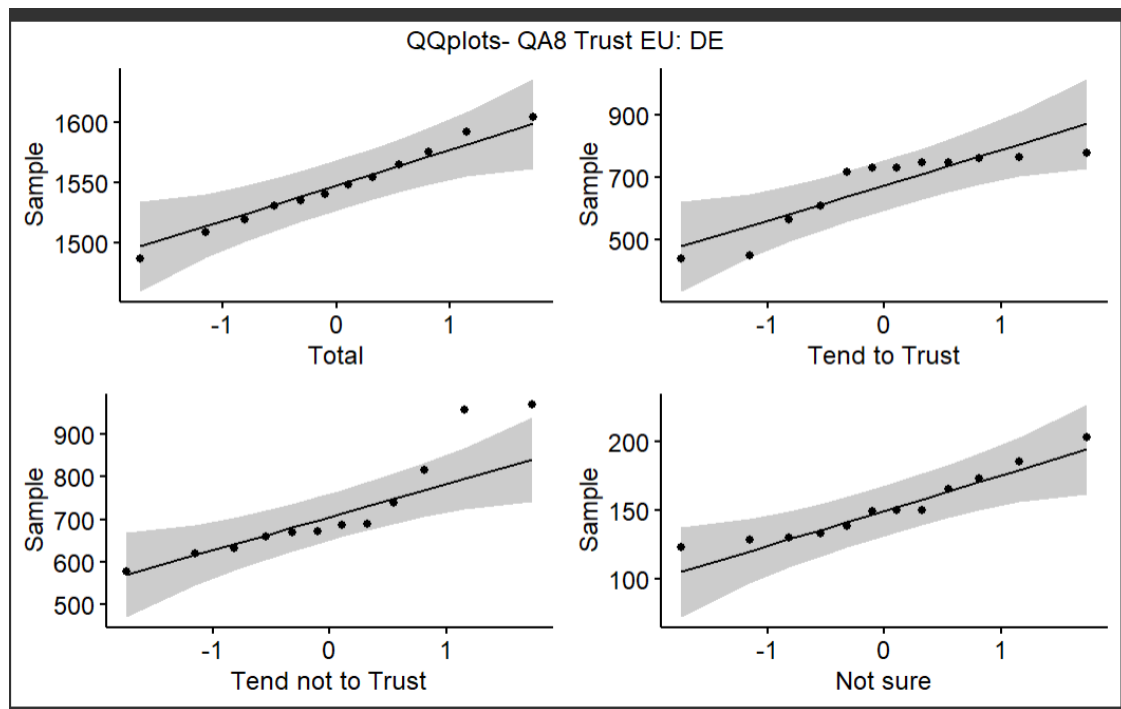 QQplots- QA8 Trust EU: DE
Sample
1600
1550
1500
-1 0 1
Total
Sample
900
700
500
-1 0 1
Tend to Trust
Sample
900
800
700
600
500
-1 0 1
Tend not to Trust
Sample
200
150
100
-1 0 1
Not sure